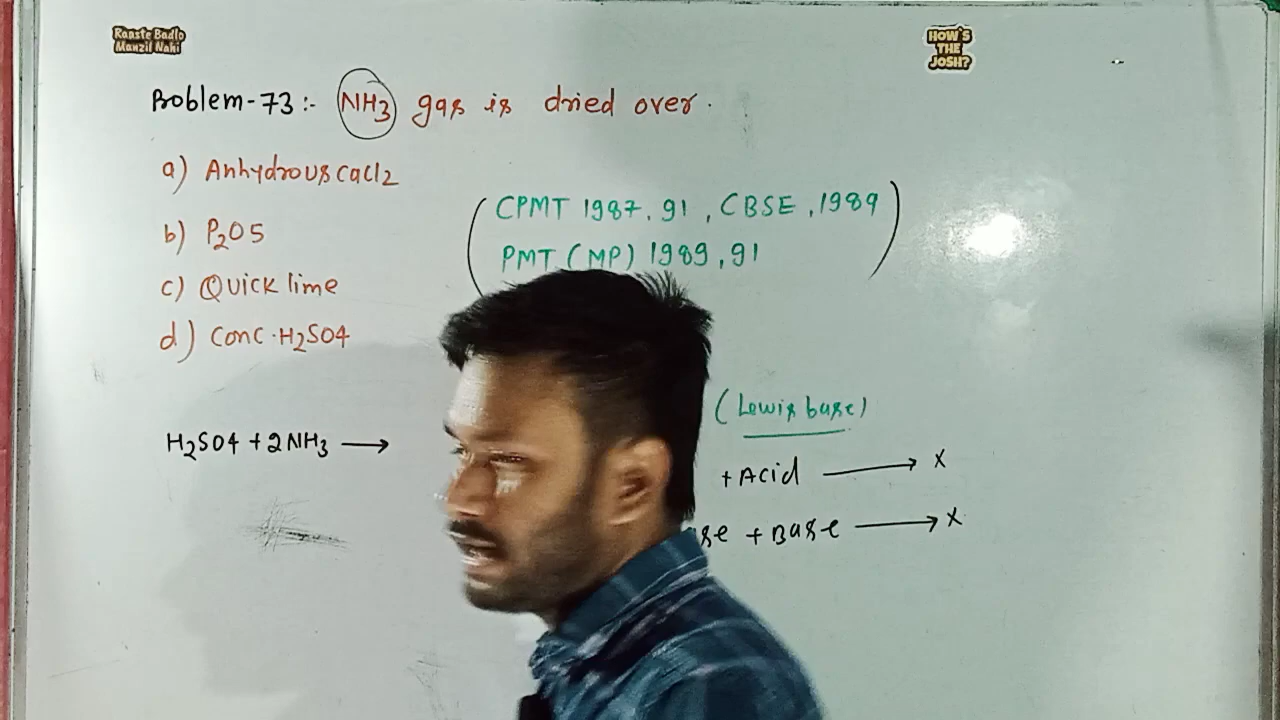 Raaste Badlo
Manzil Nahi
HOW'S
THE
JOSH?
Problem-73:- NH3 gas is dried over.
a) Anhydrous CaCl2
b) P2O5
c) Quick lime
d) Conc. H2SO4
(CPMT 1987, 91, CBSE, 1989
PMT (MP) 1989, 91)
(Lewis base)
H2SO4 + 2NH3 →
+ Acid → X
se + Base → X